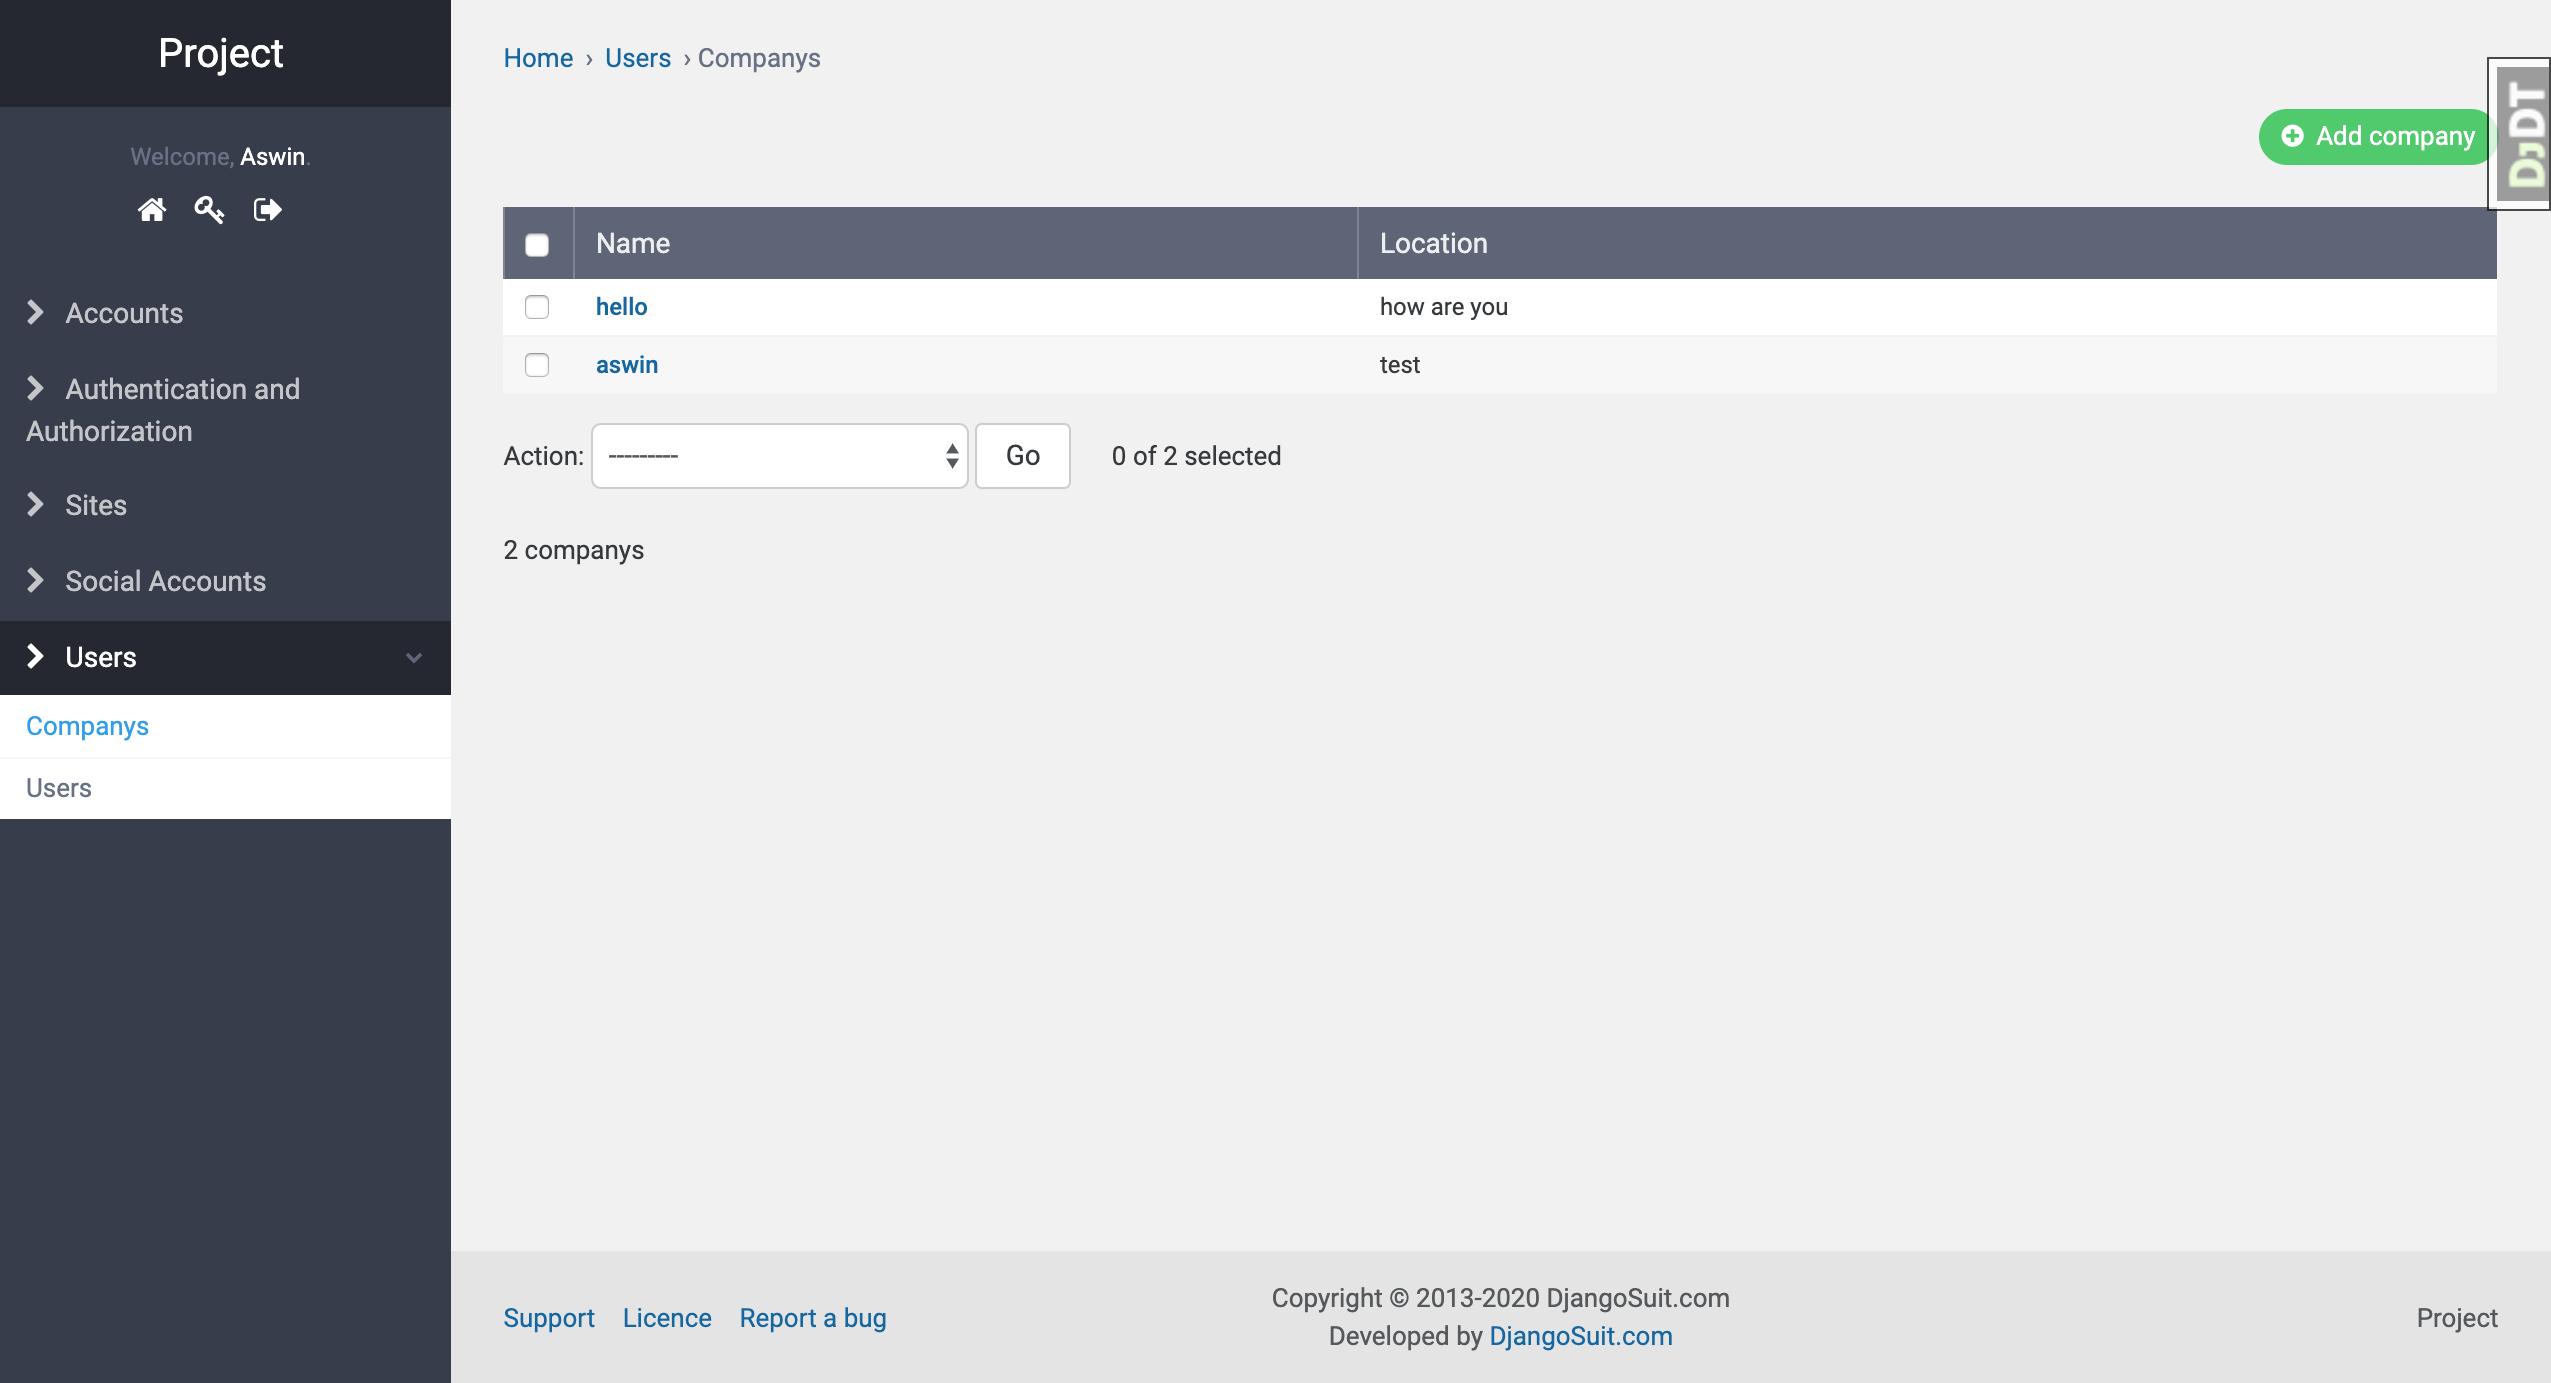 Project
Welcome, Aswin.
Accounts
Authentication and
Authorization
Sites
Social Accounts
Users
Companys
Users
Home › Users › Companys
Add company
DjDT
Name Location
hello how are you
aswin test
Action: --------- Go 0 of 2 selected
2 companys
Support Licence Report a bug
Copyright © 2013-2020 DjangoSuit.com
Developed by DjangoSuit.com
Project